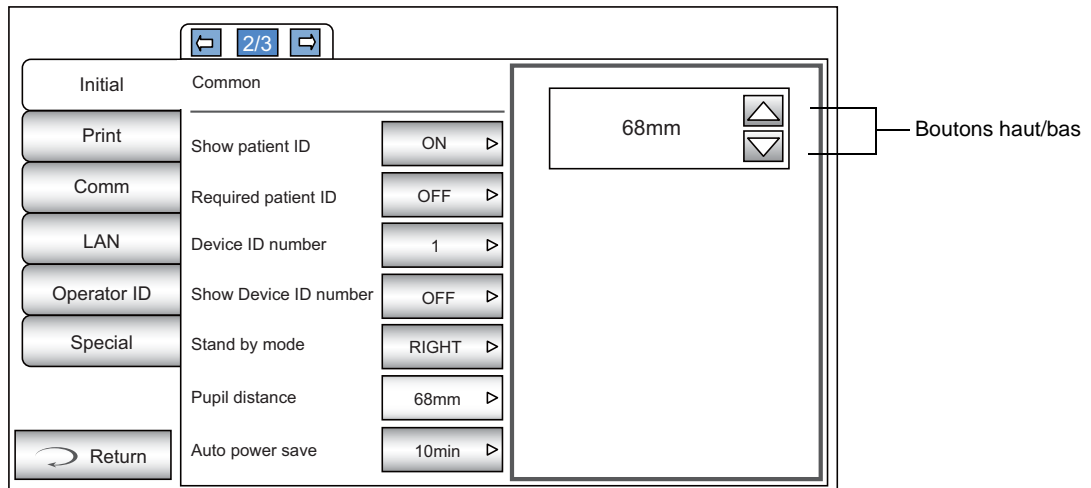 2/3
Initial
Print
Comm
LAN
Operator ID
Special
Return
Common
Show patient ID ON
Required patient ID OFF
Device ID number 1
Show Device ID number OFF
Stand by mode RIGHT
Pupil distance 68mm
Auto power save 10min
68mm
Boutons haut/bas